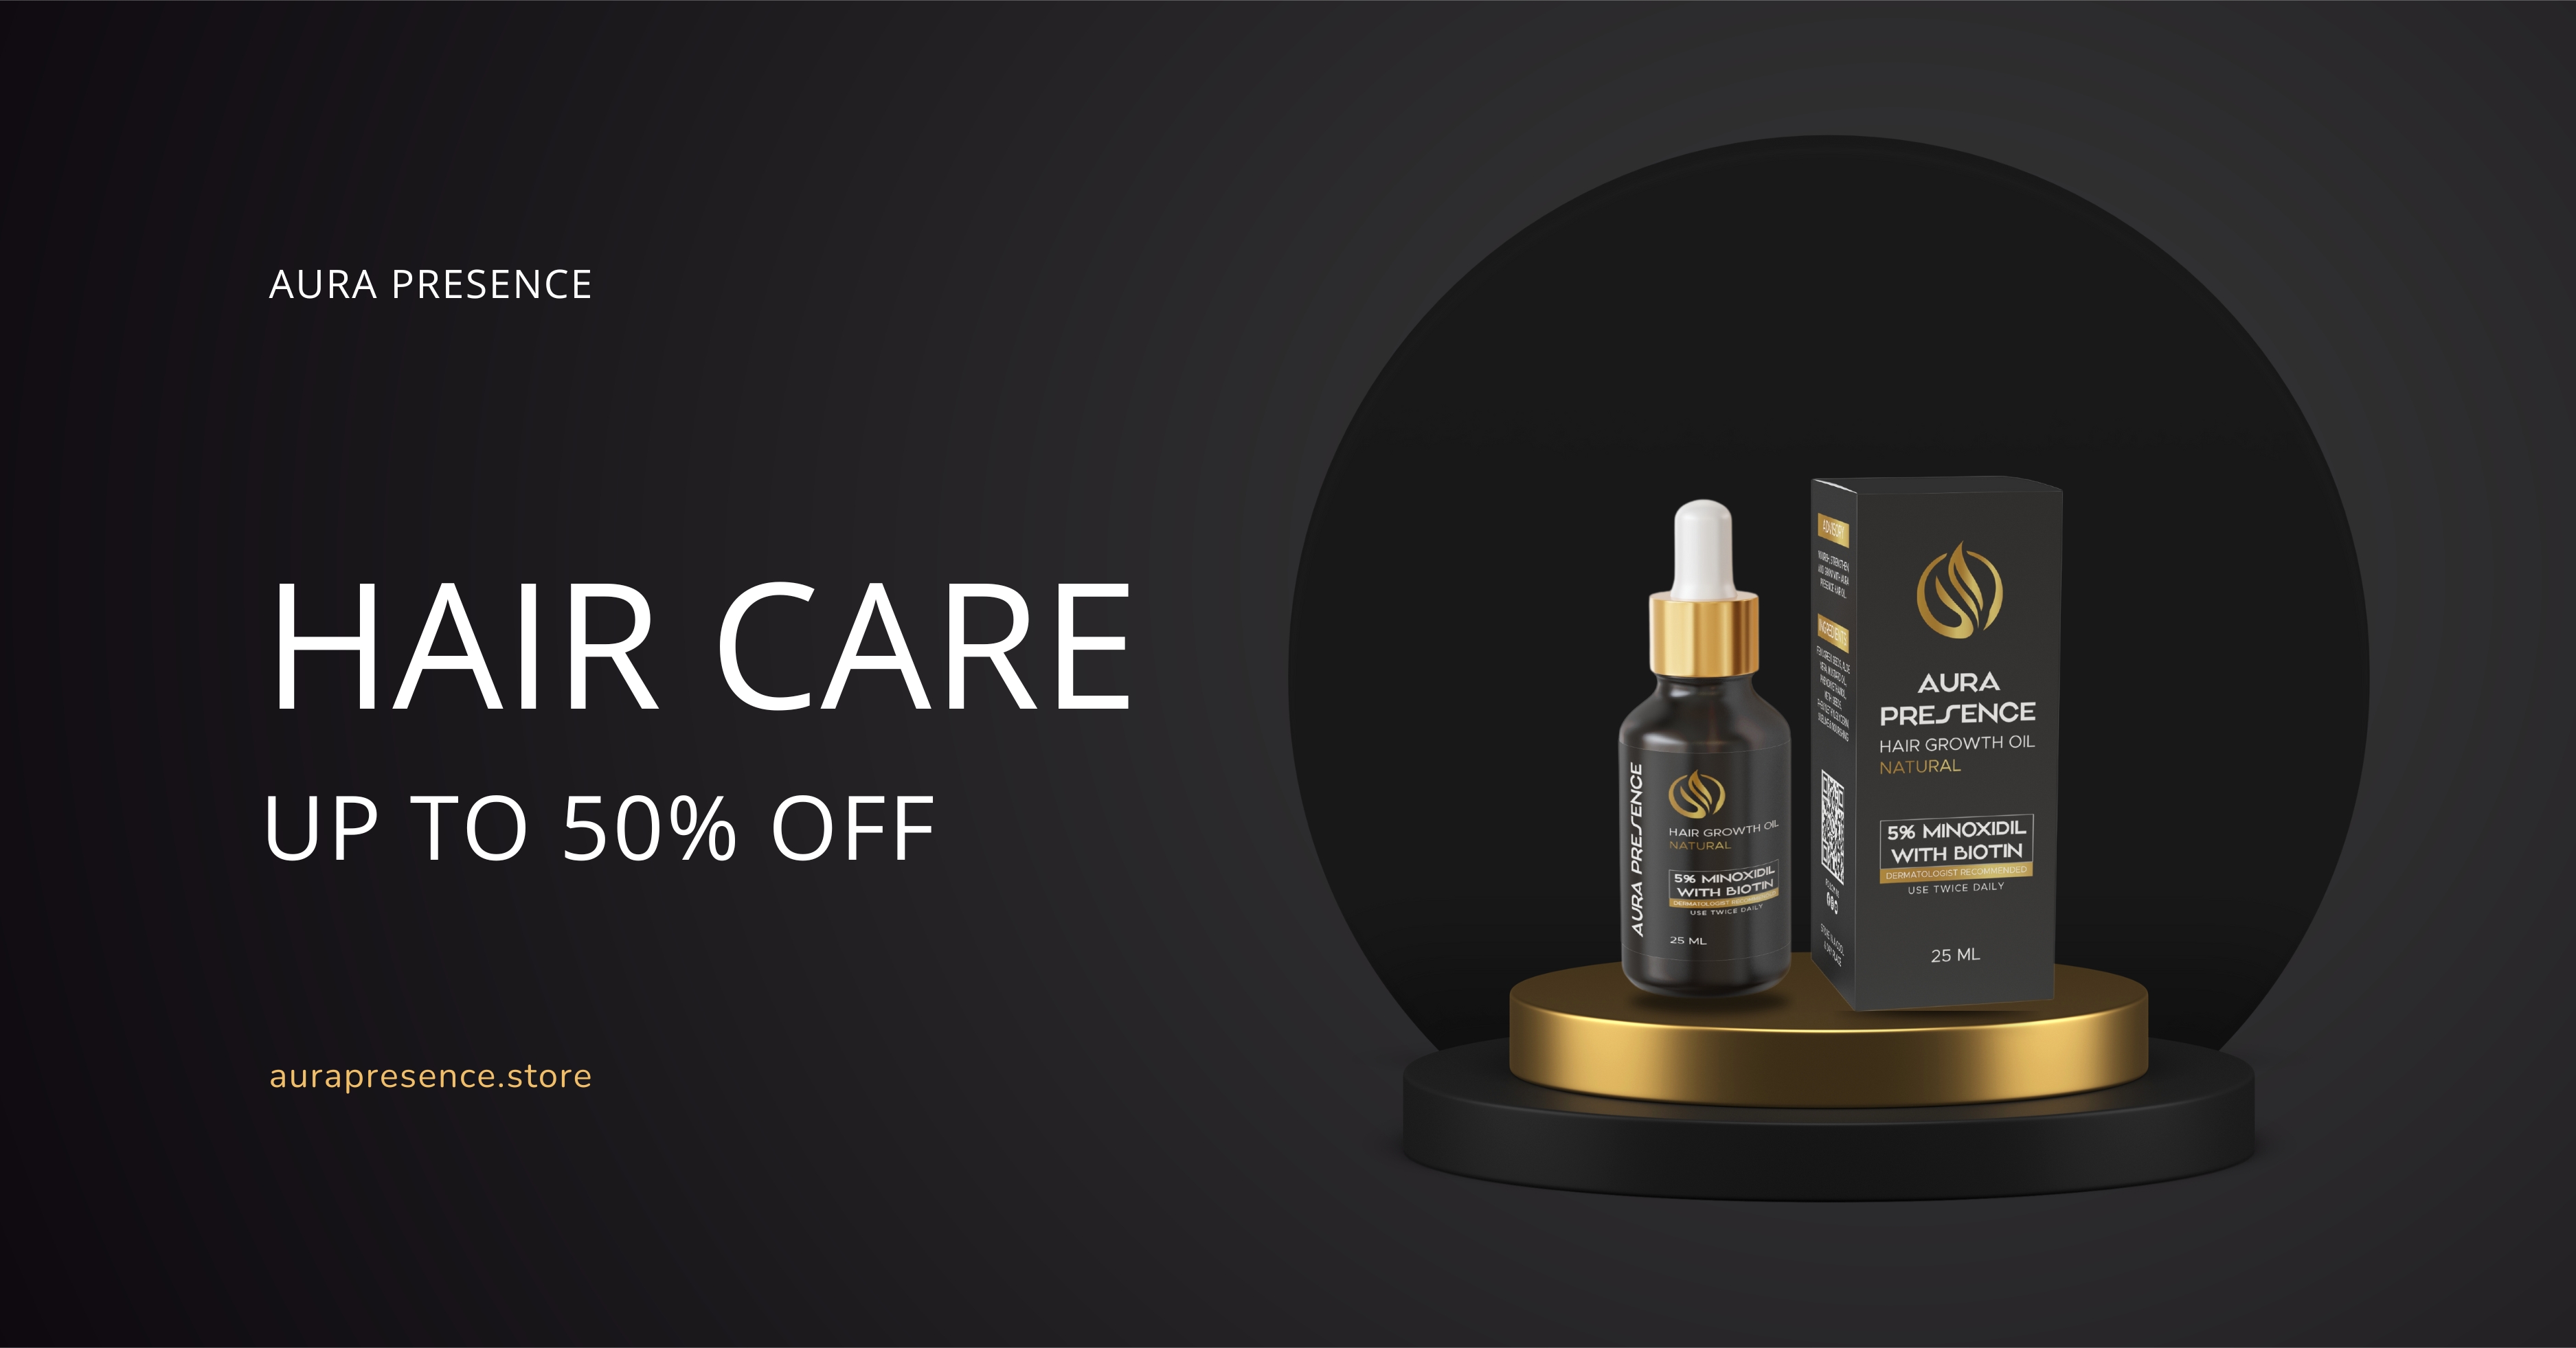 AURA PRESENCE
HAIR CARE
UP TO 50% OFF
aurapresence.store
AURA PRESENCE
HAIR GROWTH OIL
NATURAL
5% MINOXIDIL
WITH BIOTIN
DERMATOLOGIST RECOMMENDED
USE TWICE DAILY
25 ML
ADVISORY
INGREDIENTS
AURA
PRESENCE
HAIR GROWTH OIL
NATURAL
5% MINOXIDIL
WITH BIOTIN
DERMATOLOGIST RECOMMENDED
USE TWICE DAILY
25 ML